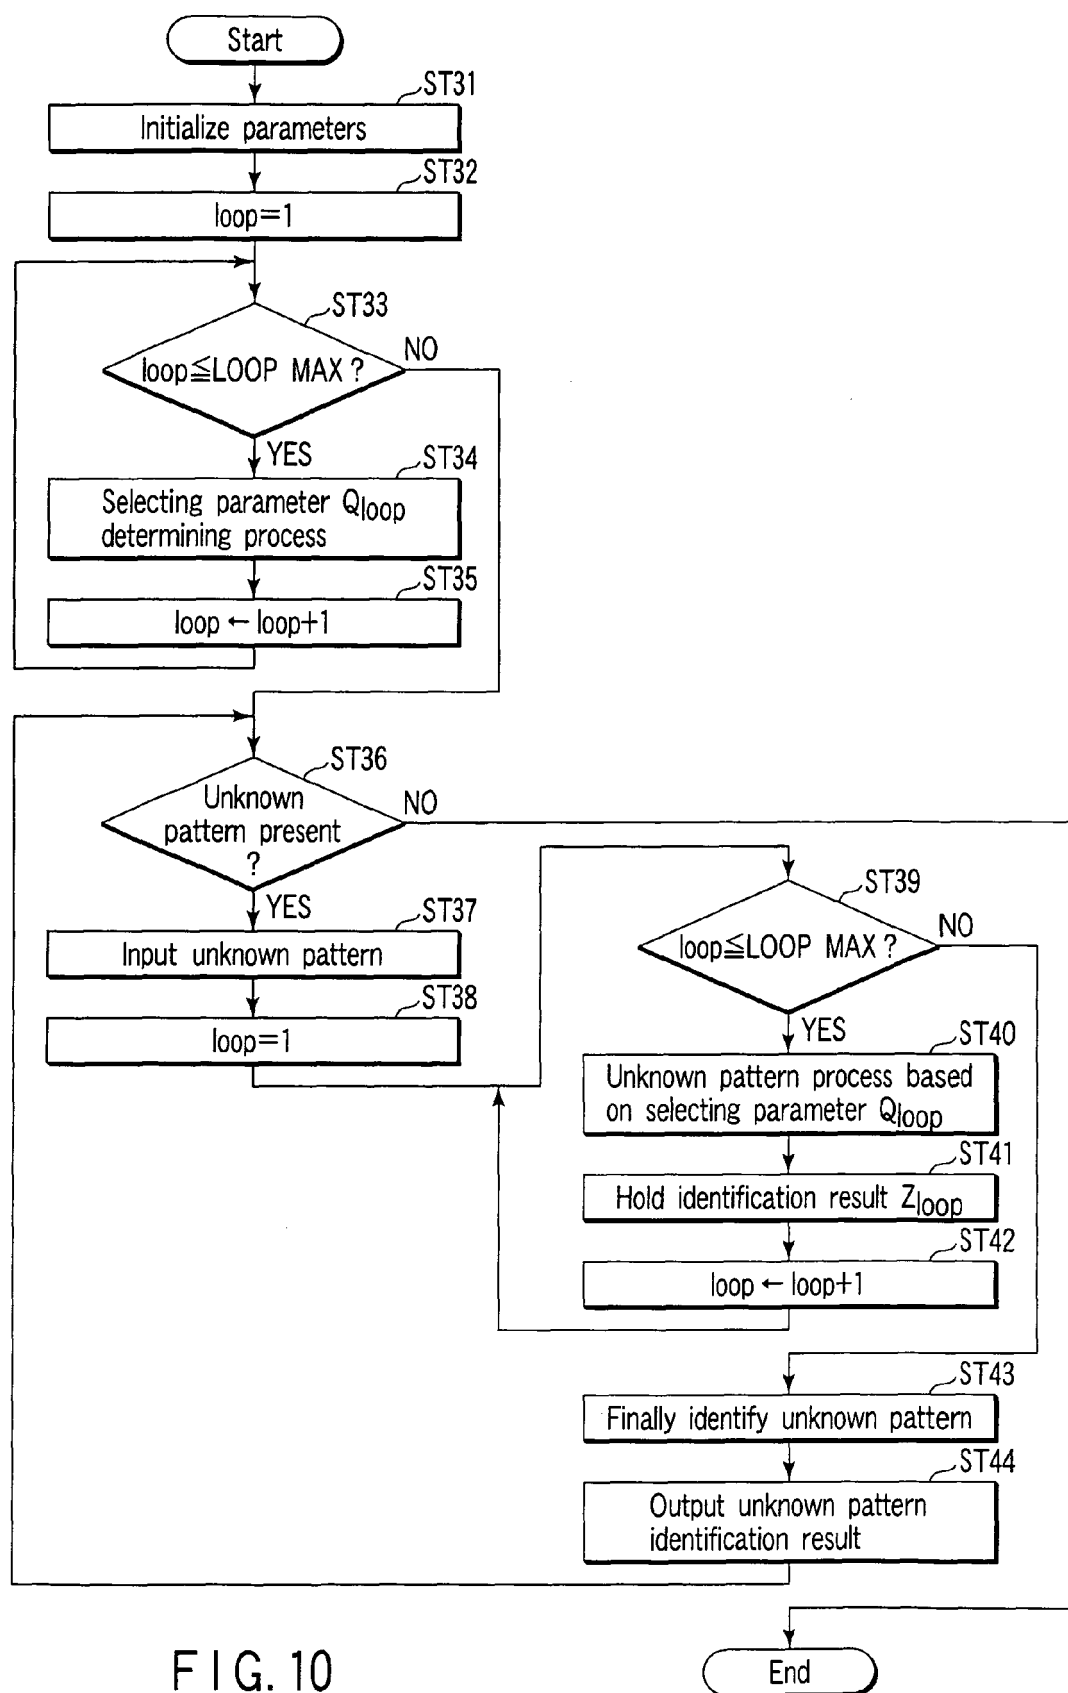 Start
ST31
Initialize parameters
ST32
loop=1
ST33
loop≦LOOP MAX ?
NO
YES
ST34
Selecting parameter Qloop
determining process
ST35
loop ← loop+1
ST36
Unknown
pattern present
?
NO
YES
ST37
Input unknown pattern
ST38
loop=1
ST39
loop≦LOOP MAX ?
NO
YES
ST40
Unknown pattern process based
on selecting parameter Qloop
ST41
Hold identification result Zloop
ST42
loop ← loop+1
ST43
Finally identify unknown pattern
ST44
Output unknown pattern
identification result
End
FIG. 10